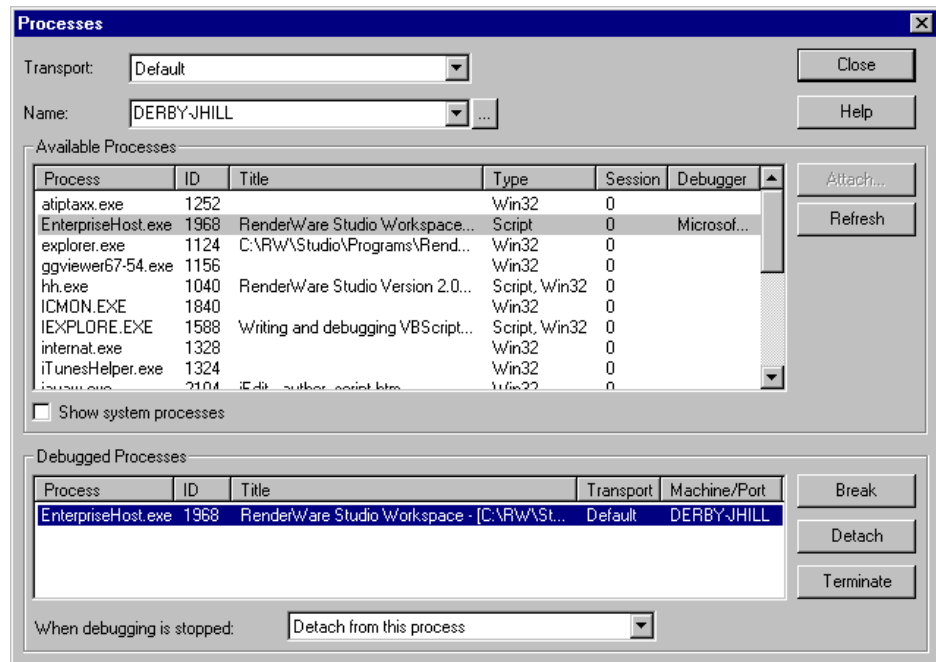 Processes
Transport: Default Close
Name: DERBY-JHILL ... Help
Available Processes
Process ID Title Type Session Debugger Attach...
atiptaxx.exe 1252 Win32 0
EnterpriseHost.exe 1968 RenderWare Studio Workspace... Script 0 Microsof... Refresh
explorer.exe 1124 C:\RW\Studio\Programs\Rend... Win32 0
ggviewer67-54.exe 1156 Win32 0
hh.exe 1040 RenderWare Studio Version 2.0... Script, Win32 0
ICMON.EXE 1840 Win32 0
IEXPLORE.EXE 1588 Writing and debugging VBScript... Script, Win32 0
internat.exe 1328 Win32 0
iTunesHelper.exe 1324 Win32 0
2104 jEdit - author_script.htm Win32 0
Show system processes
Debugged Processes
Process ID Title Transport Machine/Port Break
EnterpriseHost.exe 1968 RenderWare Studio Workspace - [C:\RW\St... Default DERBY-JHILL
Detach
Terminate
When debugging is stopped: Detach from this process